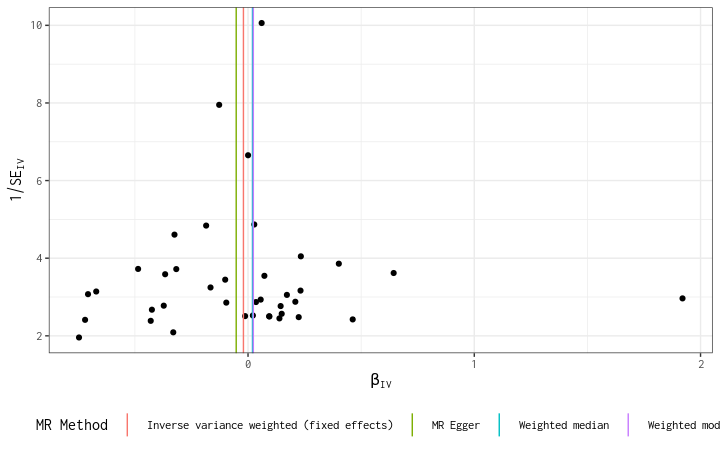 10
8
6
4
2
1/SE_IV
0
1
2
β_IV
MR Method
Inverse variance weighted (fixed effects)
MR Egger
Weighted median
Weighted mod